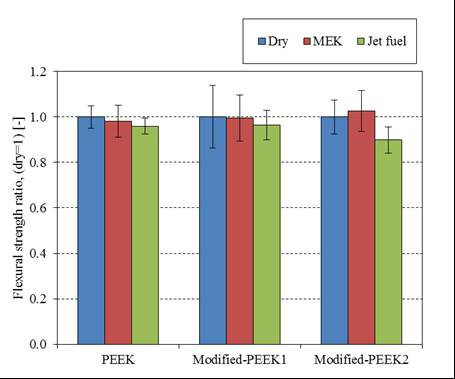 Dry MEK Jet fuel
Flexural strength ratio, (dry=1) [-]
1.2
1.0
0.8
0.6
0.4
0.2
0.0
PEEK Modified-PEEK1 Modified-PEEK2